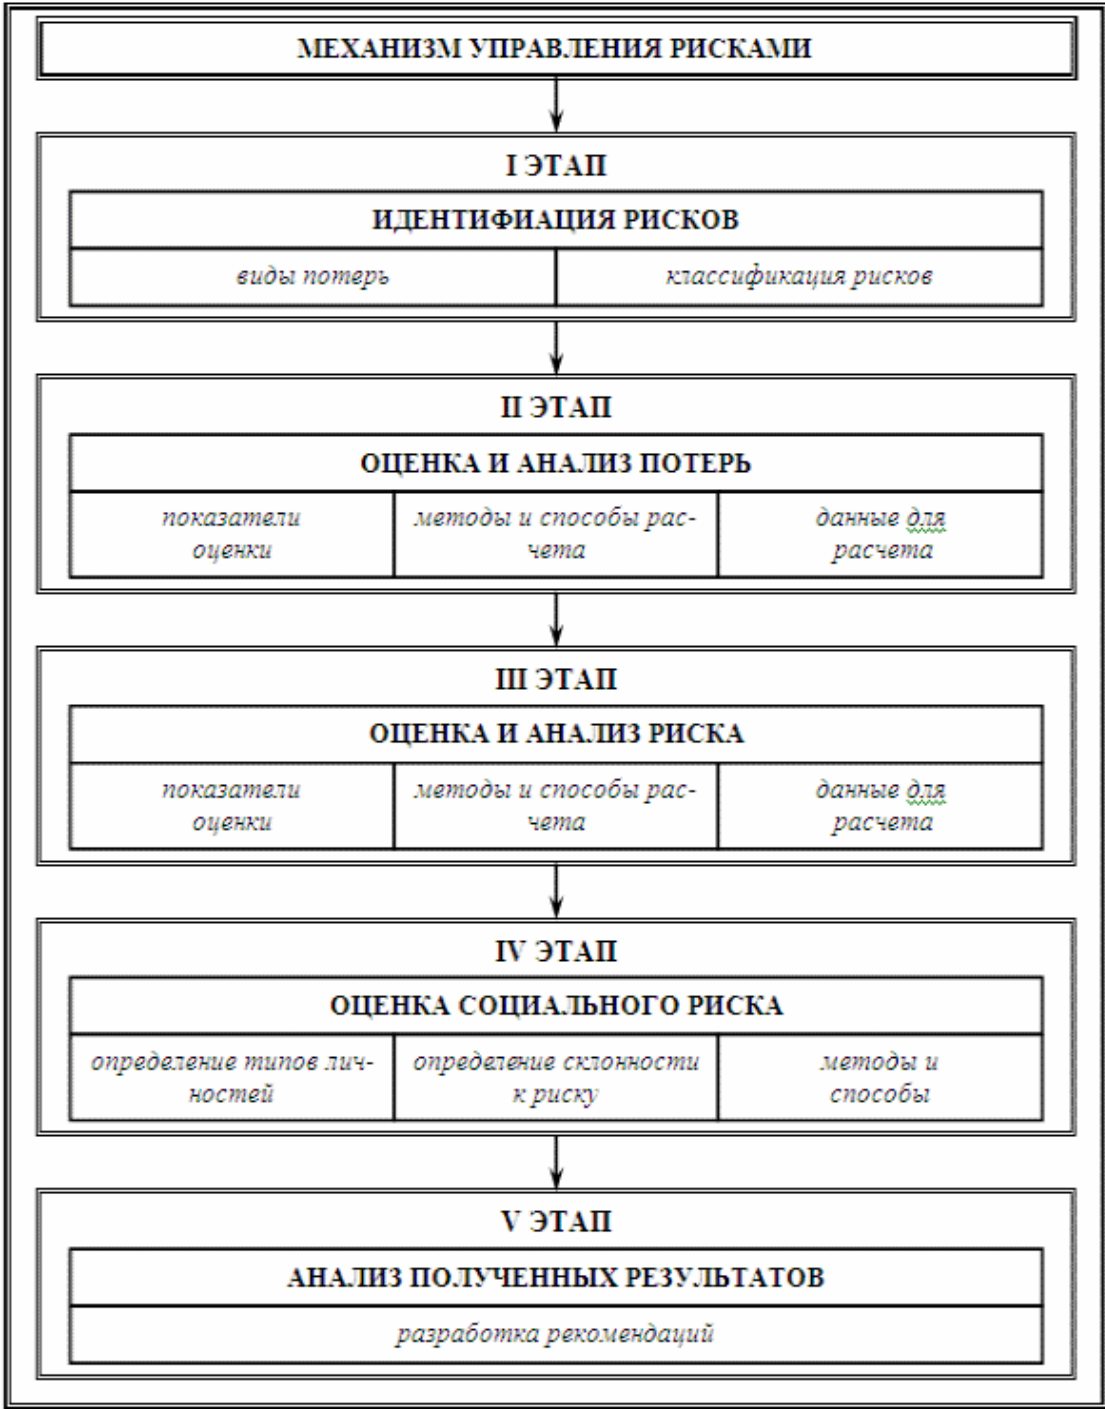 МЕХАНИЗМ УПРАВЛЕНИЯ РИСКАМИ
I ЭТАП
ИДЕНТИФИАЦИЯ РИСКОВ
виды потерь
классификация рисков
II ЭТАП
ОЦЕНКА И АНАЛИЗ ПОТЕРЬ
показатели
оценки
методы и способы рас-
чета
данные для
расчета
III ЭТАП
ОЦЕНКА И АНАЛИЗ РИСКА
показатели
оценки
методы и способы рас-
чета
данные для
расчета
IV ЭТАП
ОЦЕНКА СОЦИАЛЬНОГО РИСКА
определение типов лич-
ностей
определение склонности
к риску
методы и
способы
V ЭТАП
АНАЛИЗ ПОЛУЧЕННЫХ РЕЗУЛЬТАТОВ
разработка рекомендаций